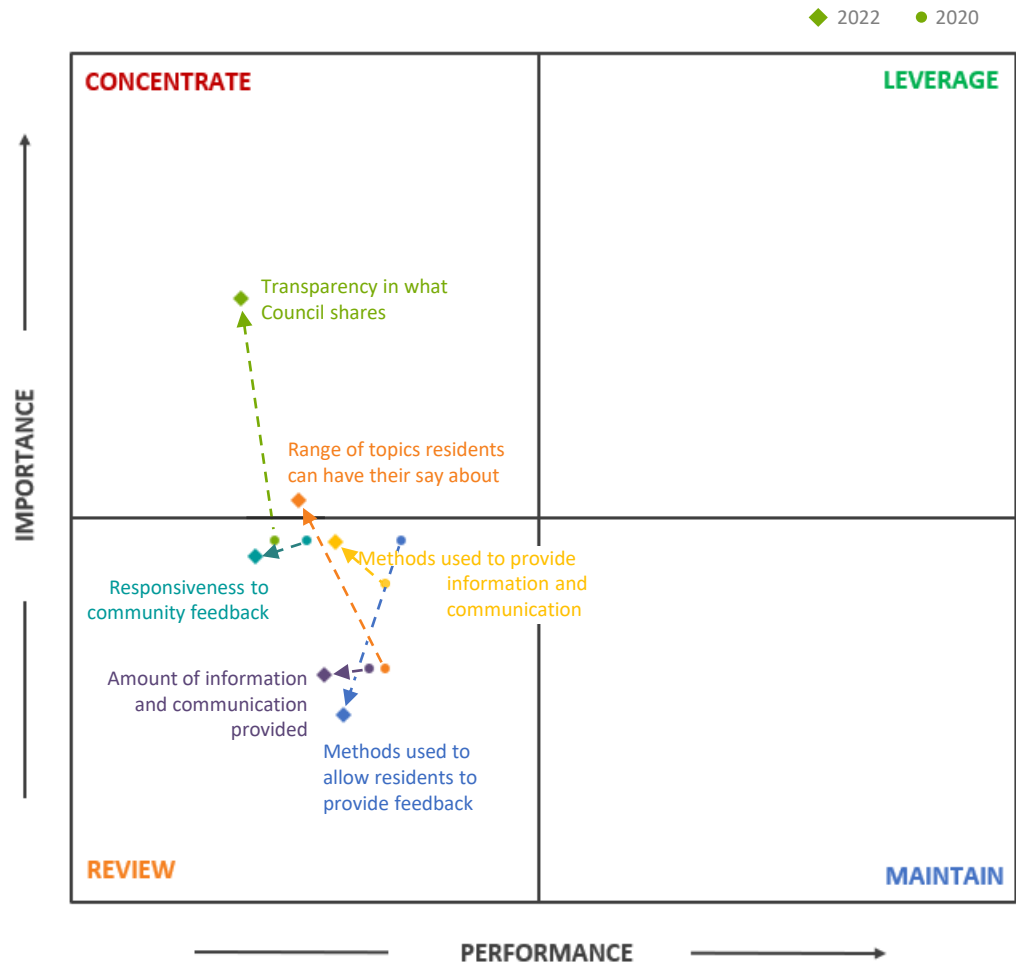 2022
2020
CONCENTRATE
LEVERAGE
Transparency in what
Council shares
IMPORTANCE
Range of topics residents
can have their say about
Methods used to provide
information and
communication
Responsiveness to
community feedback
Amount of information
and communication
provided
Methods used to
allow residents to
provide feedback
REVIEW
MAINTAIN
PERFORMANCE